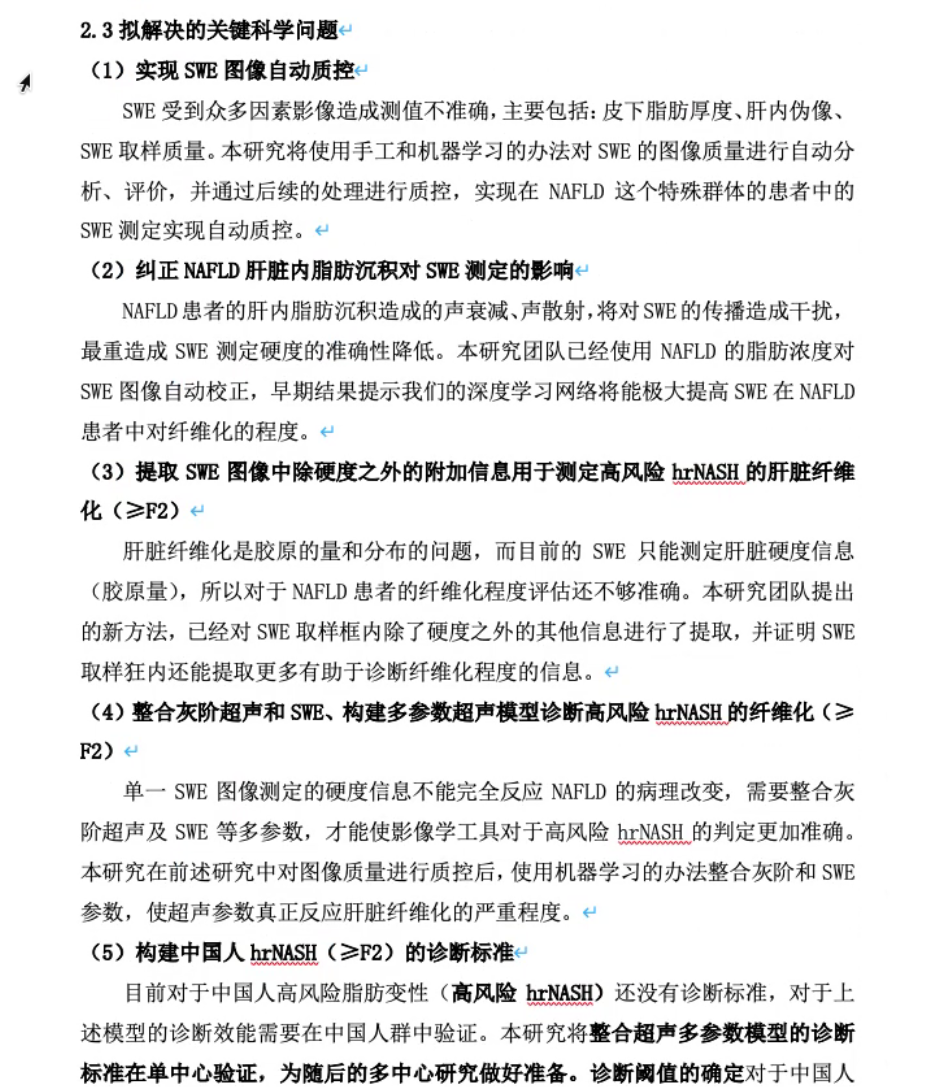 2.3 拟解决的关键科学问题
（1）实现 SWE 图像自动质控
SWE 受到众多因素影像造成测值不准确，主要包括：皮下脂肪厚度、肝内伪像、
SWE 取样质量。本研究将使用手工和机器学习的办法对 SWE 的图像质量进行自动分
析、评价，并通过后续的处理进行质控，实现在 NAFLD 这个特殊群体的患者中的
SWE 测定实现自动质控。
（2）纠正 NAFLD 肝脏内脂肪沉积对 SWE 测定的影响
NAFLD 患者的肝内脂肪沉积造成的声衰减、声散射，将对 SWE 的传播造成干扰，
最重造成 SWE 测定硬度的准确性降低。本研究团队已经使用 NAFLD 的脂肪浓度对
SWE 图像自动校正，早期结果提示我们的深度学习网络将能极大提高 SWE 在 NAFLD
患者中对纤维化的程度。
（3）提取 SWE 图像中除硬度之外的附加信息用于测定高风险 hrNASH 的肝脏纤维
化（≥F2）
肝脏纤维化是胶原的量和分布的问题，而目前的 SWE 只能测定肝脏硬度信息
（胶原量），所以对于 NAFLD 患者的纤维化程度评估还不够准确。本研究团队提出
的新方法，已经对 SWE 取样框内除了硬度之外的其他信息进行了提取，并证明 SWE
取样狂内还能提取更多有助于诊断纤维化程度的信息。
（4）整合灰阶超声和 SWE、构建多参数超声模型诊断高风险 hrNASH 的纤维化（≥
F2）
单一 SWE 图像测定的硬度信息不能完全反应 NAFLD 的病理改变，需要整合灰
阶超声及 SWE 等多参数，才能使影像学工具对于高风险 hrNASH 的判定更加准确。
本研究在前述研究中对图像质量进行质控后，使用机器学习的办法整合灰阶和 SWE
参数，使超声参数真正反应肝脏纤维化的严重程度。
（5）构建中国人 hrNASH（≥F2）的诊断标准
目前对于中国人高风险脂肪变性（高风险 hrNASH）还没有诊断标准，对于上
述模型的诊断效能需要在中国人群中验证。本研究将整合超声多参数模型的诊断
标准在单中心验证，为随后的多中心研究做好准备。诊断阈值的确定对于中国人